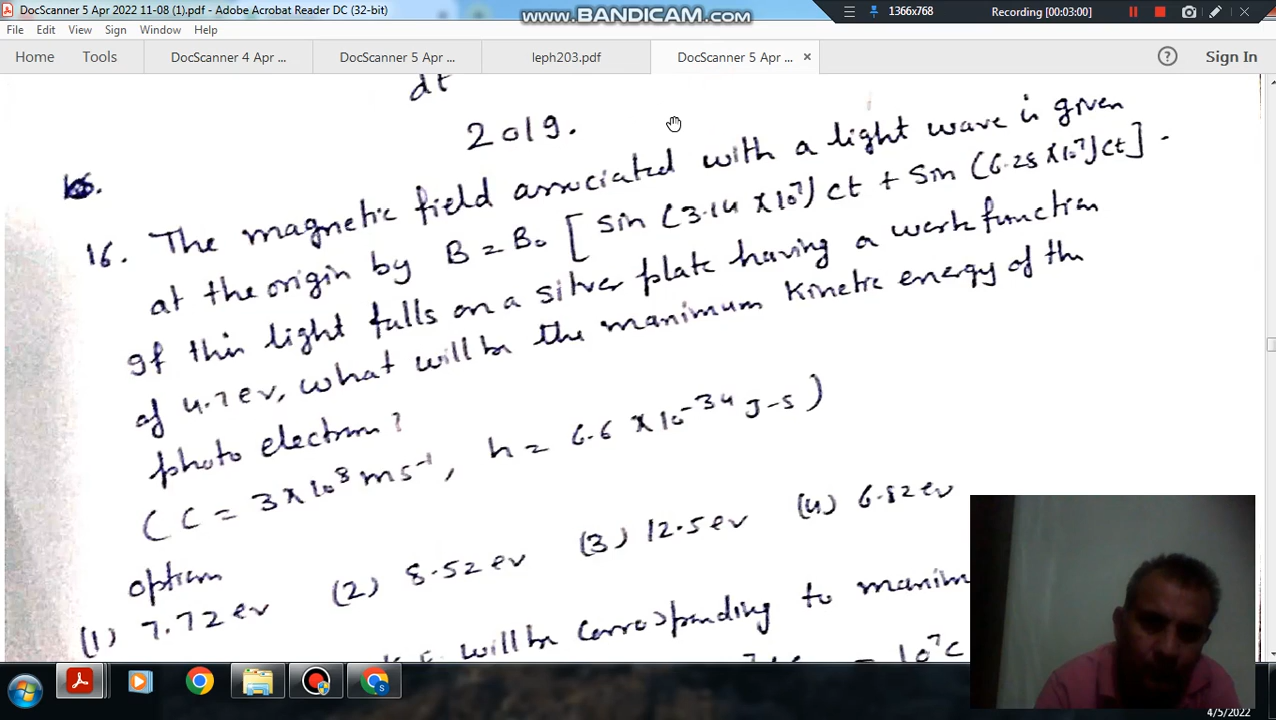 DocScanner 5 Apr 2022 11-08 (1).pdf - Adobe Acrobat Reader DC (32-bit)
www.BANDICAM.com
1366x768
Recording [00:03:00]
File Edit View Sign Window Help
Home Tools DocScanner 4 Apr ... DocScanner 5 Apr ... leph203.pdf DocScanner 5 Apr ... × Sign In
dt
2019.
16. The magnetic field associated with a light wave is given
at the origin by B = B₀ [ sin (3.14 × 10⁷) ct + sin (6.28 × 10⁷) ct] .
If this light falls on a silver plate having a work function
of 4.7 ev, what will be the manimum kinetic energy of the
photo electron?
( C = 3 × 10⁸ ms⁻¹, h = 6.6 × 10⁻³⁴ J-s )
option
(1) 7.72 ev (2) 8.52 ev (3) 12.5 ev (4) 6.82 ev
K.E. will be corresponding to manim
= 10⁷ C
4/5/2022